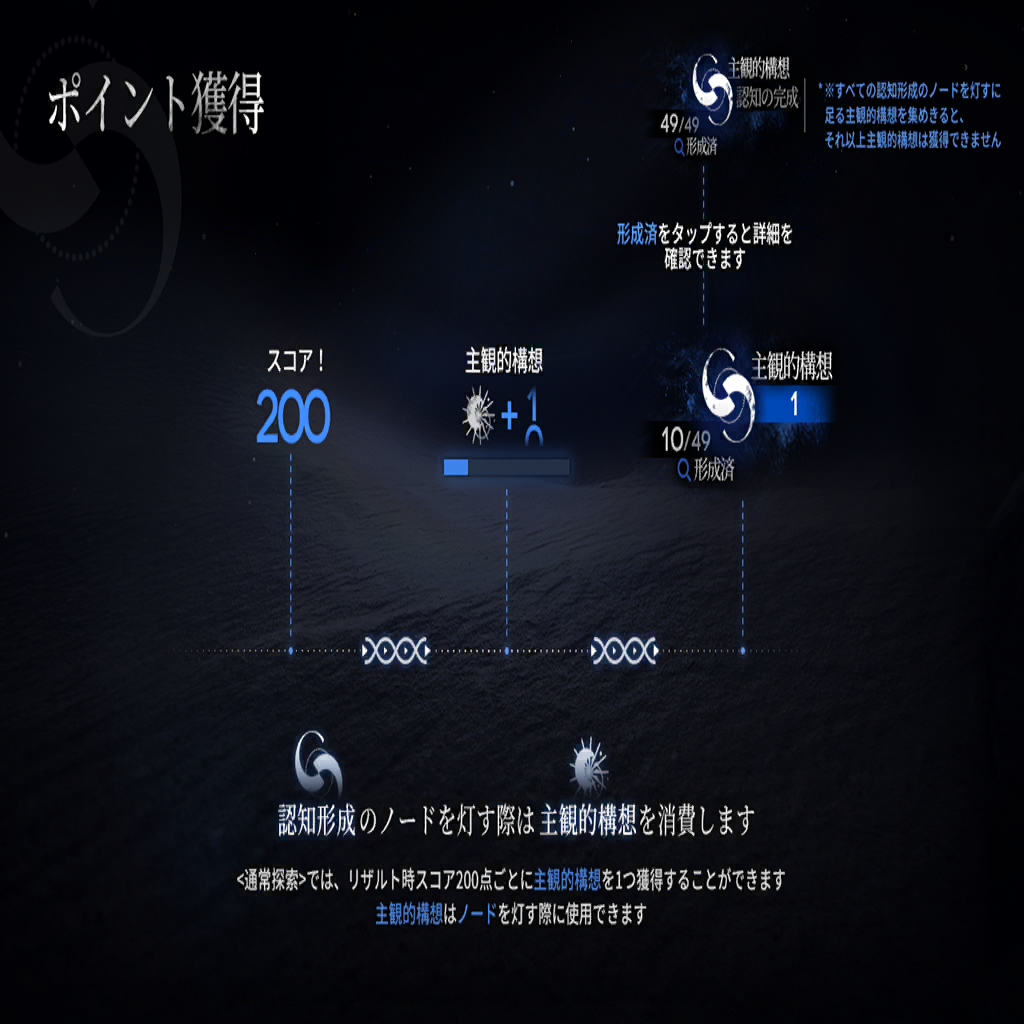 ポイント獲得
主観的構想
認知の完成
49/49
形成済
*※すべての認知形成のノードを灯すに
足る主観的構想を集めきると、
それ以上主観的構想は獲得できません
形成済をタップすると詳細を
確認できます
スコア!
200
主観的構想
+1
主観的構想
1
10/49
形成済
認知形成のノードを灯す際は主観的構想を消費します
<通常探索>では、リザルト時スコア200点ごとに主観的構想を1つ獲得することができます
主観的構想はノードを灯す際に使用できます